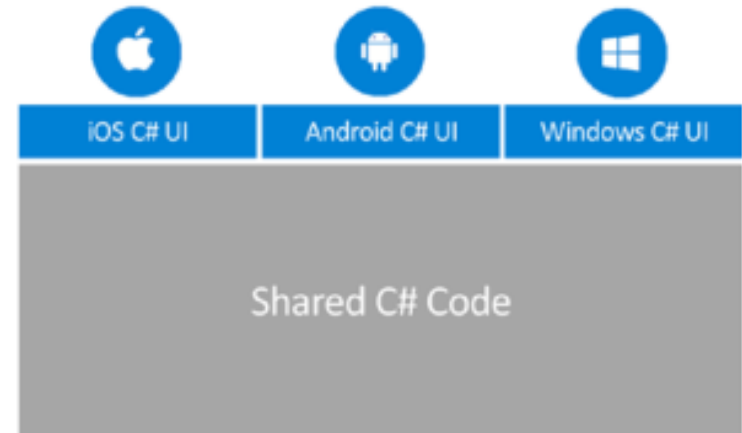 iOS C# UI
Android C# UI
Windows C# UI
Shared C# Code